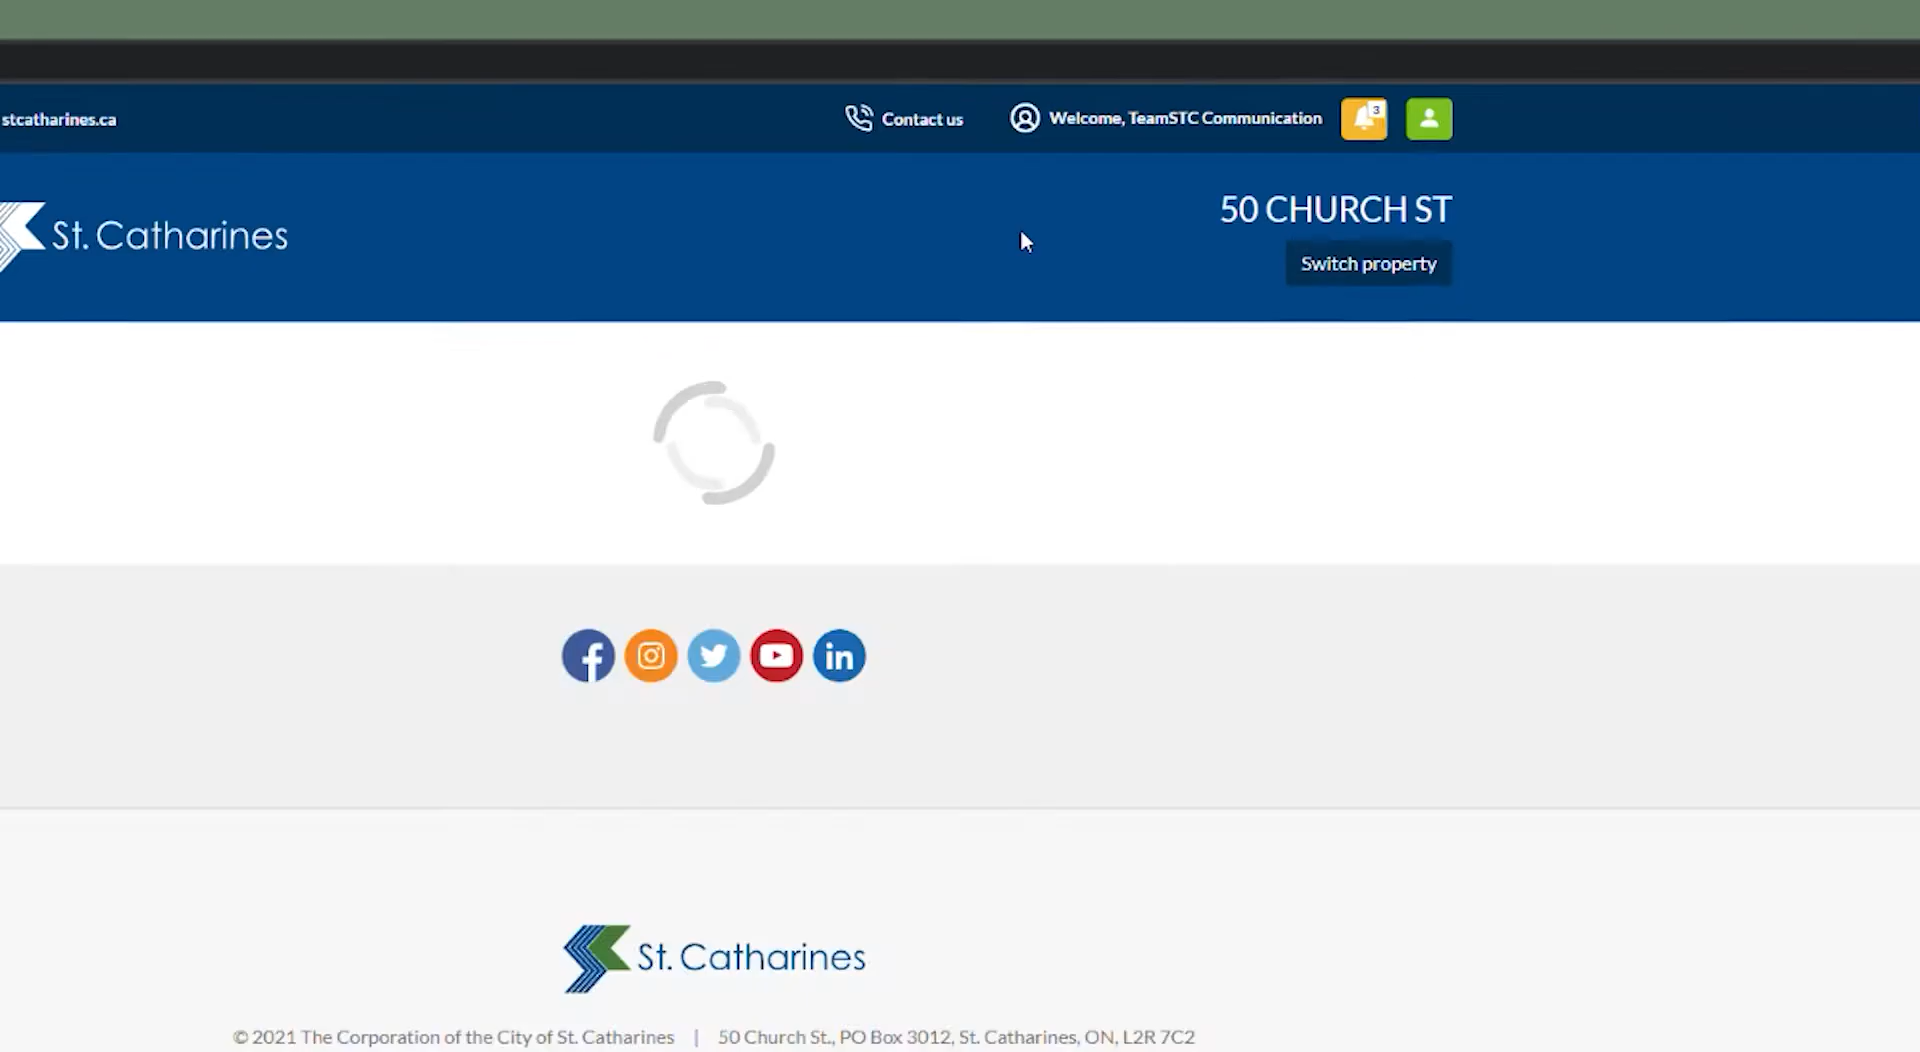 stcatharines.ca
Contact us
Welcome, TeamSTC Communication
3
St. Catharines
50 CHURCH ST
Switch property
St. Catharines
© 2021 The Corporation of the City of St. Catharines | 50 Church St., PO Box 3012, St. Catharines, ON, L2R 7C2